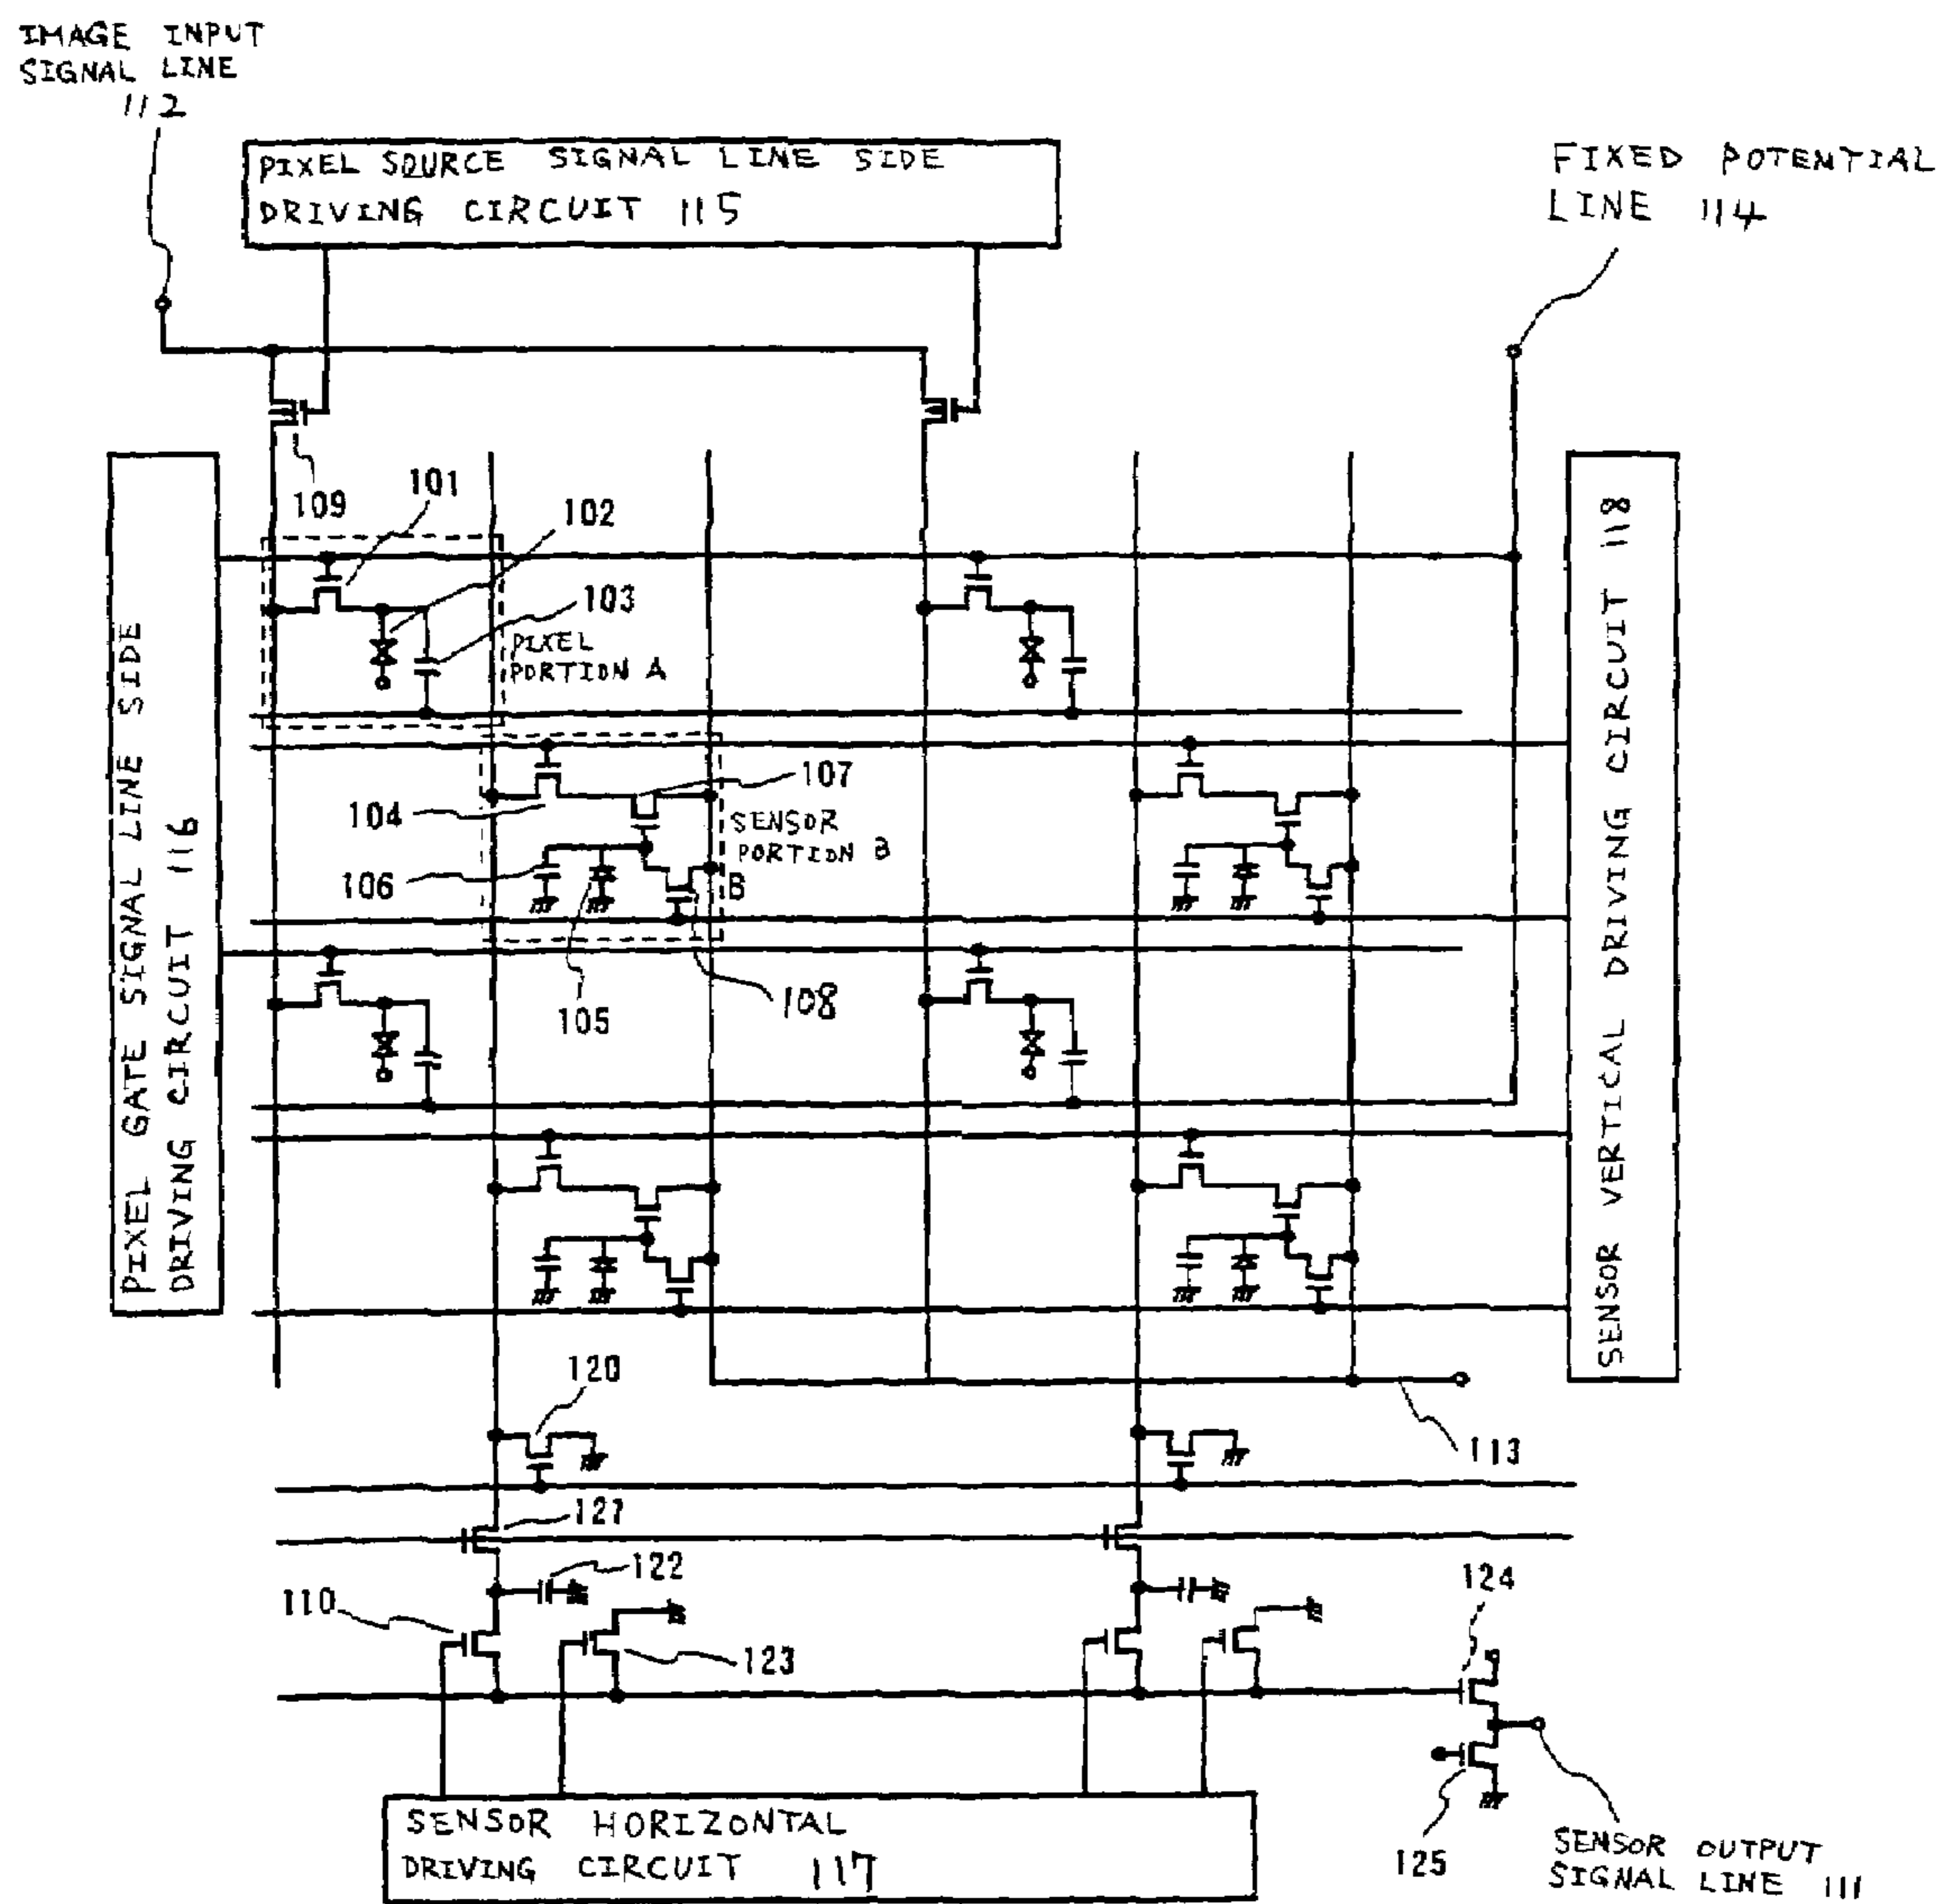 IMAGE INPUT
SIGNAL LINE
112
PIXEL SOURCE SIGNAL LINE SIDE
DRIVING CIRCUIT 115
FIXED POTENTIAL
LINE 114
109
101
102
103
PIXEL
PORTION A
PIXEL GATE SIGNAL LINE SIDE
DRIVING CIRCUIT 116
SENSOR VERTICAL DRIVING CIRCUIT 118
107
104
SENSOR
PORTION B
106
B
105
108
120
113
127
122
110
123
124
125
SENSOR HORIZONTAL
DRIVING CIRCUIT 117
SENSOR OUTPUT
SIGNAL LINE 111